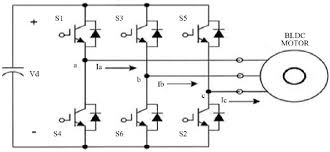 S1 S3 S5
BLDC
MOTOR
+
a Ia
Vd b Ib
c Ic
-
S4 S6 S2